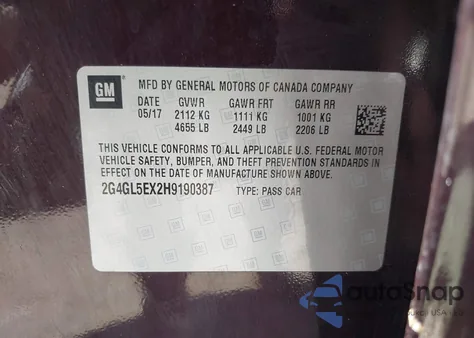 GM
MFD BY GENERAL MOTORS OF CANADA COMPANY
DATE GVWR GAWR FRT GAWR RR
05/17 2112 KG 1111 KG 1001 KG
4655 LB 2449 LB 2206 LB
THIS VEHICLE CONFORMS TO ALL APPLICABLE U.S. FEDERAL MOTOR
VEHICLE SAFETY, BUMPER, AND THEFT PREVENTION STANDARDS IN
EFFECT ON THE DATE OF MANUFACTURE SHOWN ABOVE.
2G4GL5EX2H9190387 TYPE: PASS CAR
autoSnap